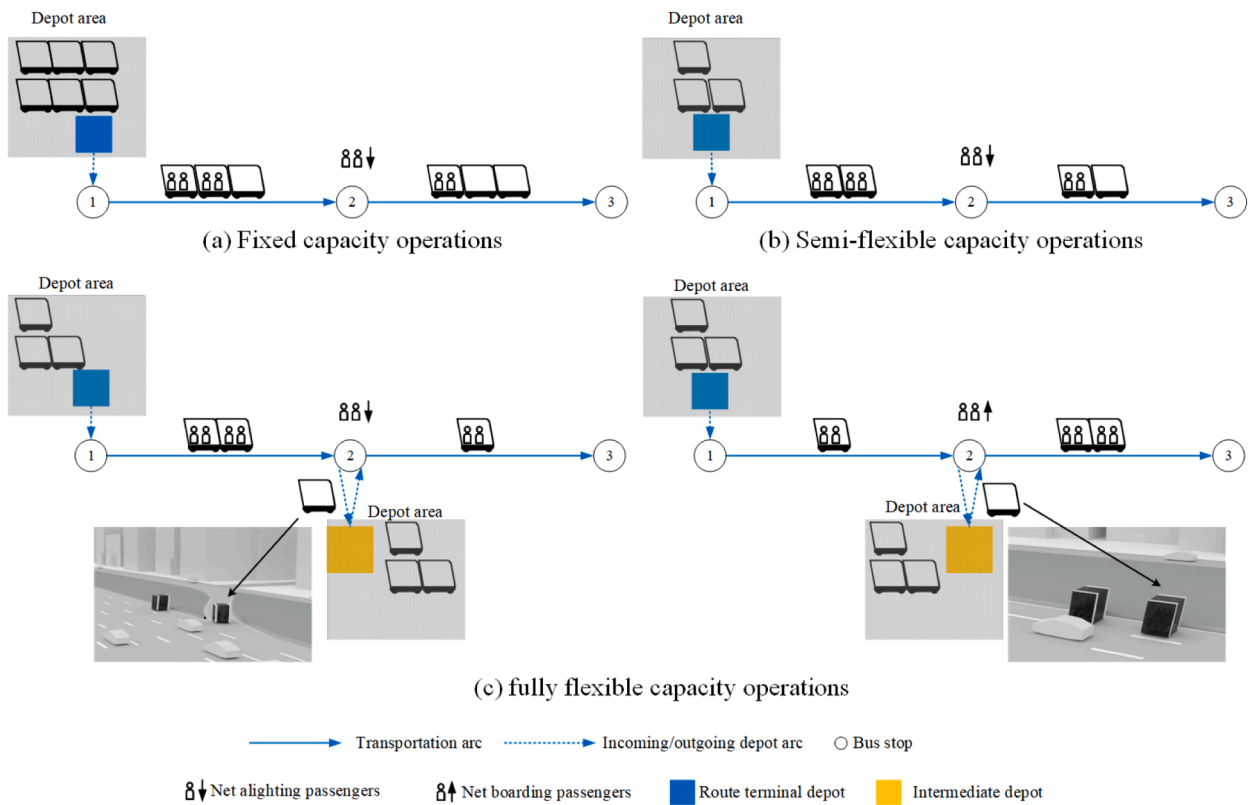 Depot area
Depot area
1
2
3
1
2
3
(a) Fixed capacity operations
(b) Semi-flexible capacity operations
Depot area
Depot area
1
2
3
1
2
3
Depot area
Depot area
(c) fully flexible capacity operations
Transportation arc
Incoming/outgoing depot arc
Bus stop
Net alighting passengers
Net boarding passengers
Route terminal depot
Intermediate depot